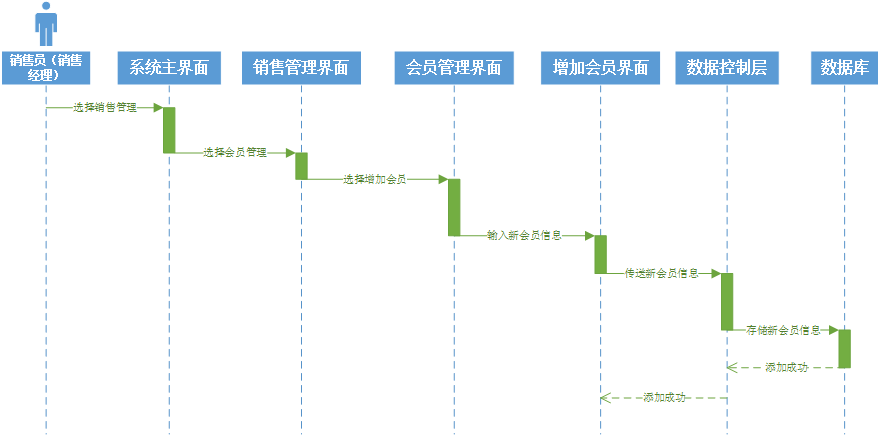 销售员（销售
经理）
系统主界面
销售管理界面
会员管理界面
增加会员界面
数据控制层
数据库
选择销售管理
选择会员管理
选择增加会员
输入新会员信息
传送新会员信息
存储新会员信息
添加成功
添加成功